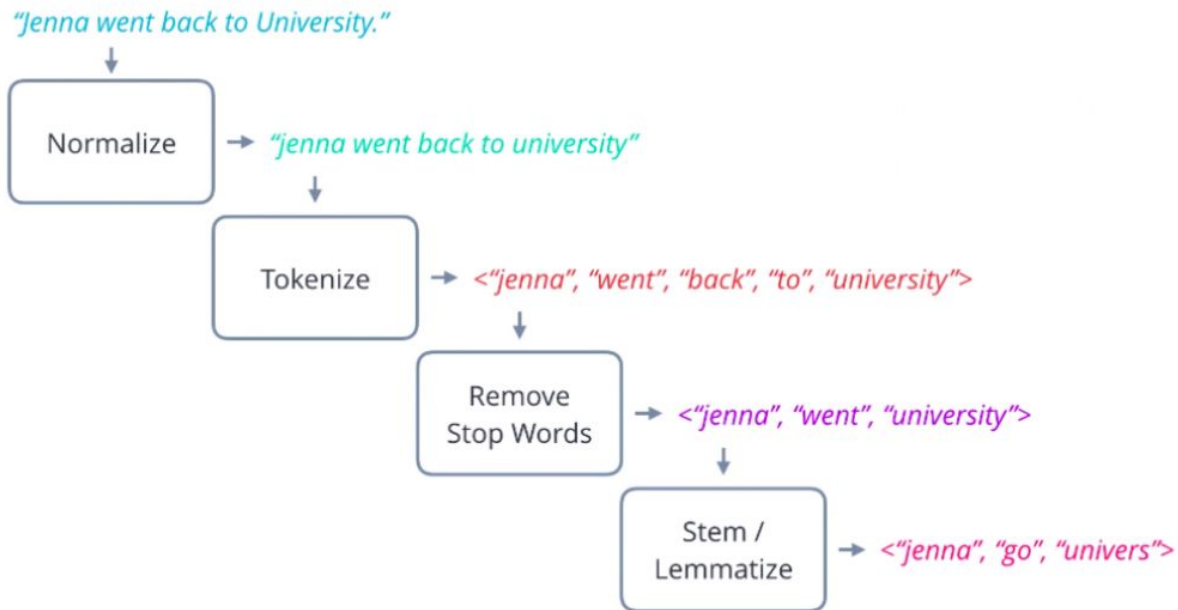 “Jenna went back to University.”
Normalize
“jenna went back to university”
Tokenize
<“jenna”, “went”, “back”, “to”, “university”>
Remove
Stop Words
<“jenna”, “went”, “university”>
Stem /
Lemmatize
<“jenna”, “go”, “univers”>